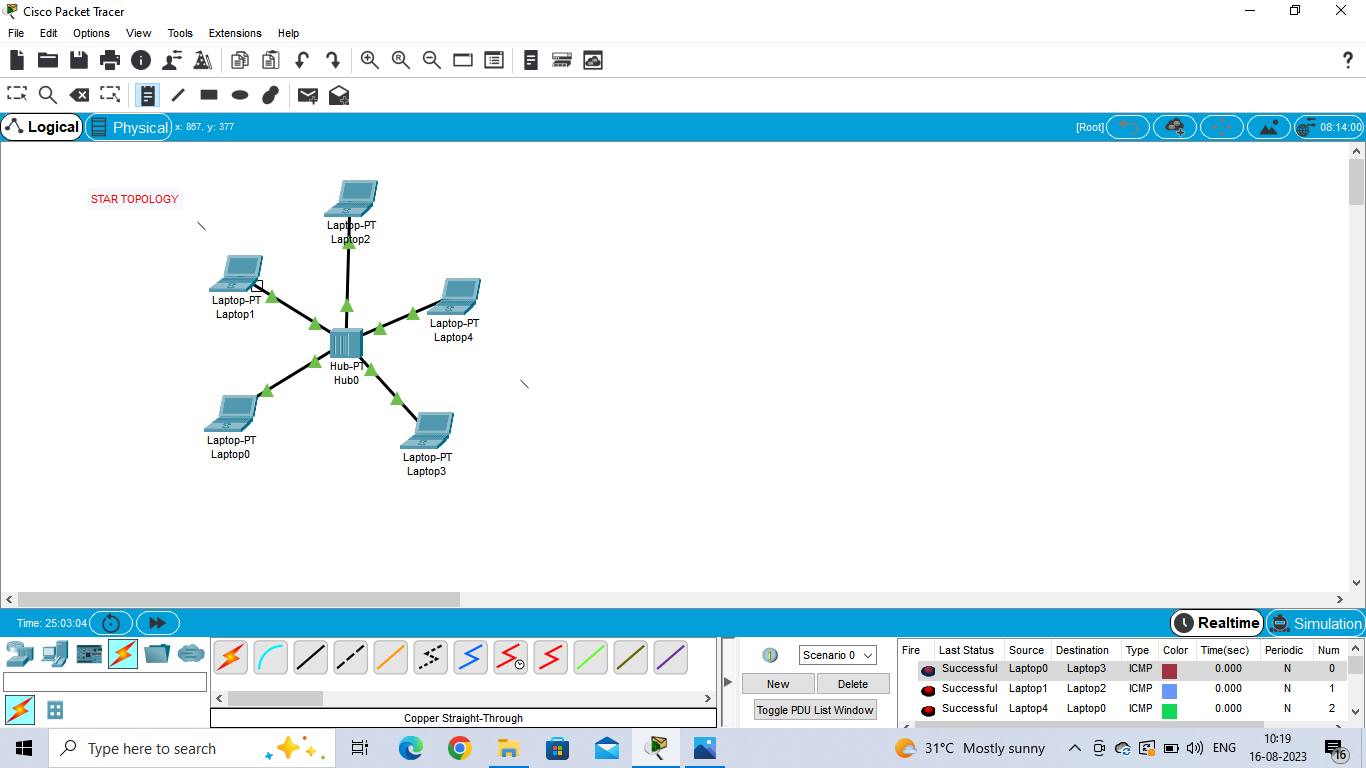 Cisco Packet Tracer
File Edit Options View Tools Extensions Help
Logical Physical x: 867, y: 377 [Root] 08:14:00
STAR TOPOLOGY
Laptop-PT
Laptop2
Laptop-PT
Laptop1
Laptop-PT
Laptop4
Hub-PT
Hub0
Laptop-PT
Laptop0
Laptop-PT
Laptop3
Time: 25:03:04 Realtime Simulation
Scenario 0
New Delete
Toggle PDU List Window
Copper Straight-Through
Fire Last Status Source Destination Type Color Time(sec) Periodic Num
Successful Laptop0 Laptop3 ICMP 0.000 N 0
Successful Laptop1 Laptop2 ICMP 0.000 N 1
Successful Laptop4 Laptop0 ICMP 0.000 N 2
Type here to search
31°C Mostly sunny
ENG
10:19
16-08-2023
16